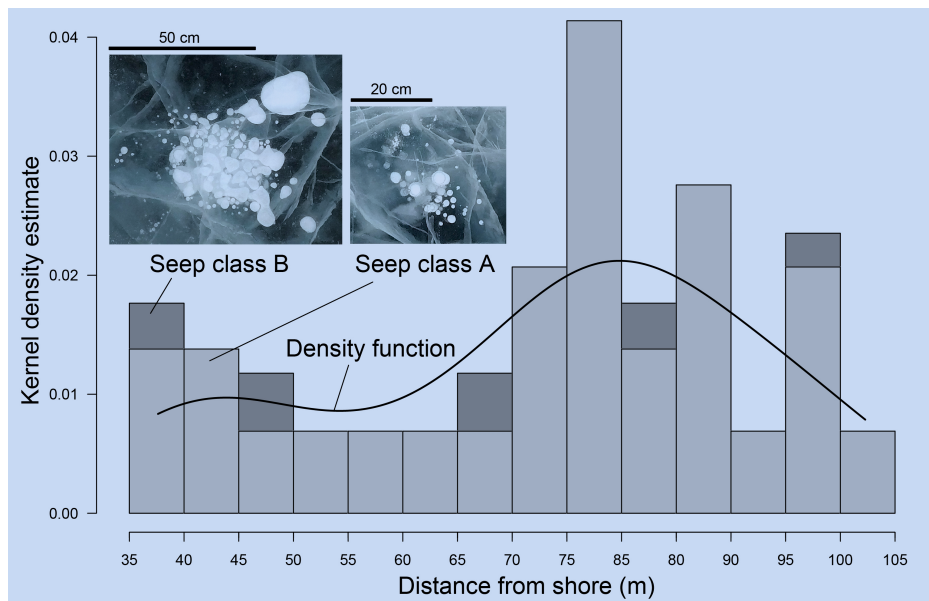 50 cm
20 cm
Seep class B
Seep class A
Density function
Kernel density estimate
0.04
0.03
0.02
0.01
0.00
35 40 45 50 55 60 65 70 75 85 80 90 95 100 105
Distance from shore (m)